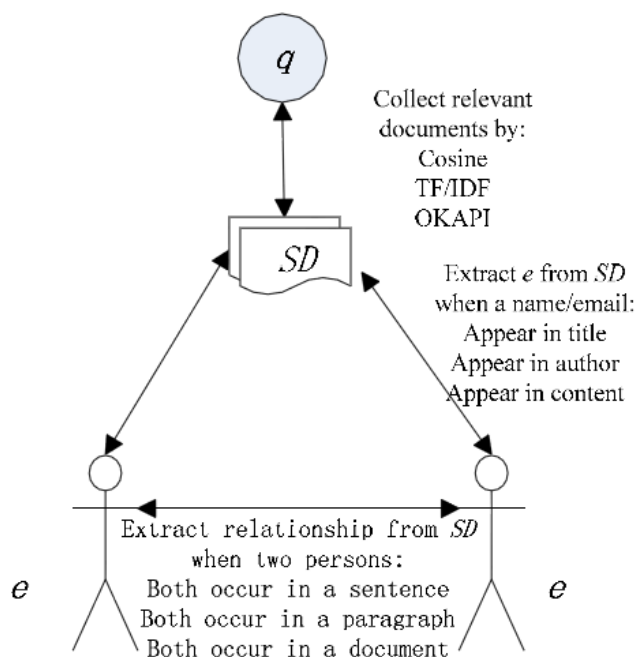 q
Collect relevant
documents by:
Cosine
TF/IDF
OKAPI
SD
Extract e from SD
when a name/email:
Appear in title
Appear in author
Appear in content
Extract relationship from SD
when two persons:
Both occur in a sentence
Both occur in a paragraph
Both occur in a document
e
e